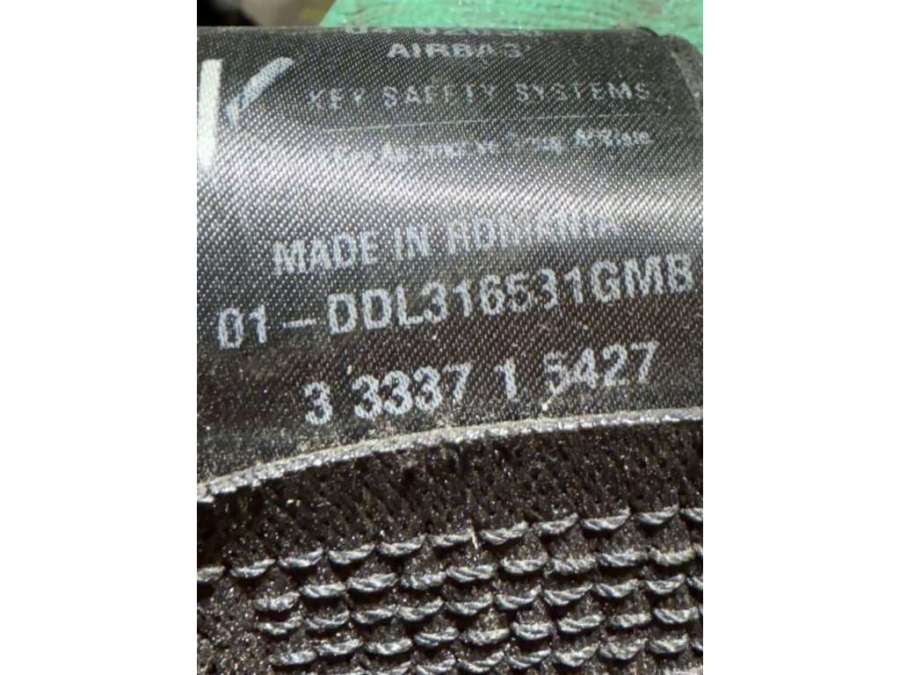 AIRBAG
KEY SAFETY SYSTEMS
MADE IN ROMANIA
01-DDL316531GMB
3 3337 1 5427